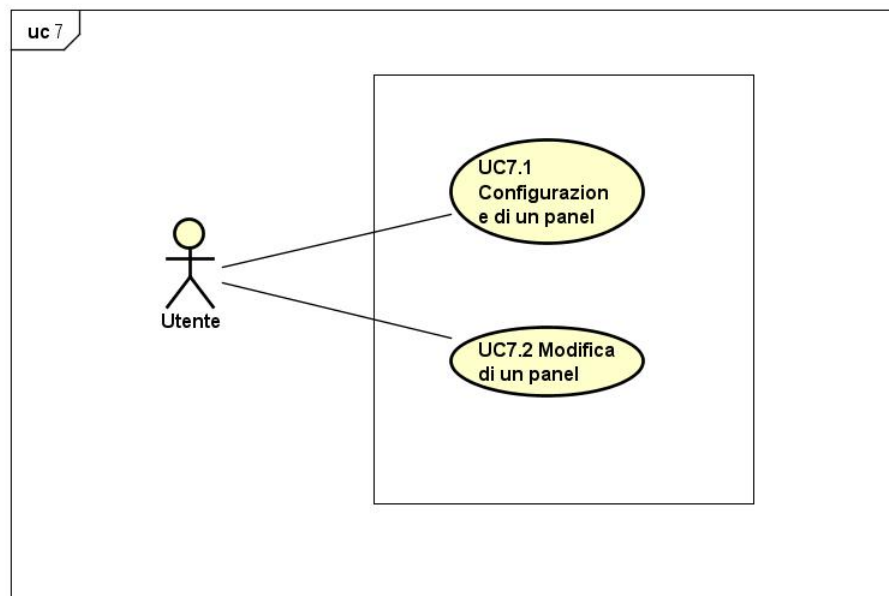 uc 7
UC7.1
Configurazion
e di un panel
Utente
UC7.2 Modifica
di un panel